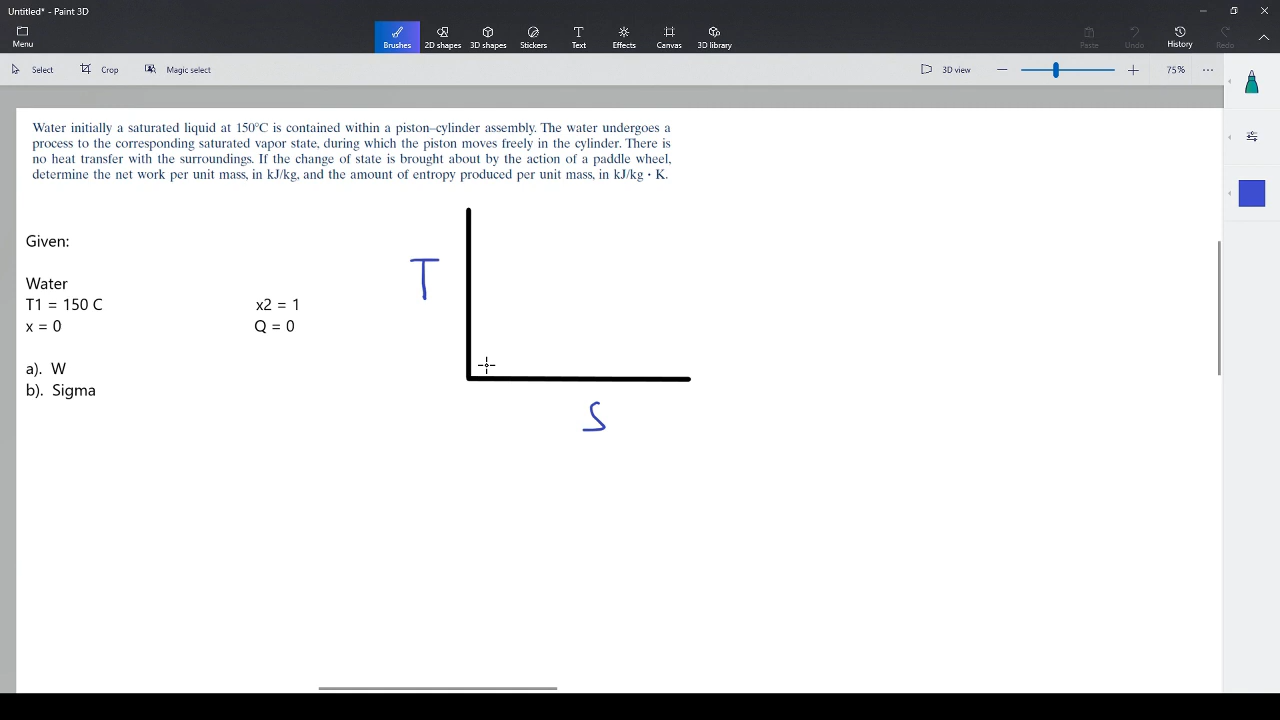 Untitled* - Paint 3D
Menu
Brushes
2D shapes
3D shapes
Stickers
Text
Effects
Canvas
3D library
Paste
Undo
History
Redo
Select
Crop
Magic select
3D view
75%
Water initially a saturated liquid at 150°C is contained within a piston–cylinder assembly. The water undergoes a
process to the corresponding saturated vapor state, during which the piston moves freely in the cylinder. There is
no heat transfer with the surroundings. If the change of state is brought about by the action of a paddle wheel,
determine the net work per unit mass, in kJ/kg, and the amount of entropy produced per unit mass, in kJ/kg · K.
Given:
Water
T1 = 150 C
x2 = 1
x = 0
Q = 0
a). W
b). Sigma
T
S